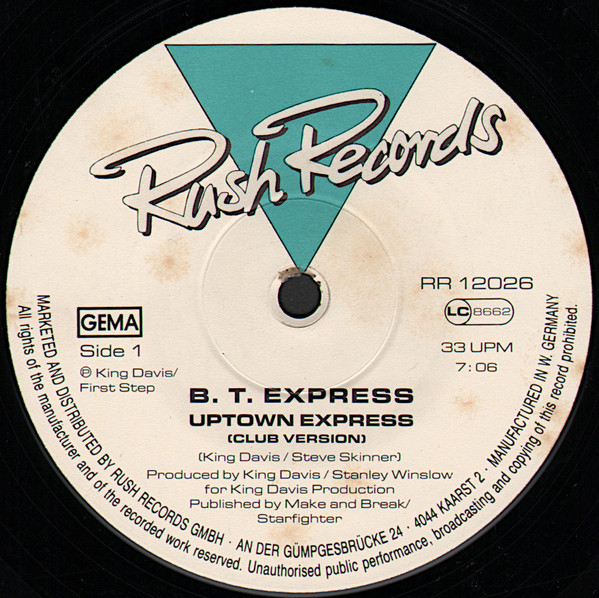 Rush Records
RR 12026
LC 8662
GEMA
Side 1
33 UPM
7:06
℗ King Davis/
First Step
B. T. EXPRESS
UPTOWN EXPRESS
(CLUB VERSION)
(King Davis / Steve Skinner)
Produced by King Davis / Stanley Winslow
for King Davis Production
Published by Make and Break/
Starfighter
MARKETED AND DISTRIBUTED BY RUSH RECORDS GMBH · AN DER GÜMPGESBRÜCKE 24 · 4044 KAARST 2 · MANUFACTURED IN W. GERMANY
All rights of the manufacturer and of the recorded work reserved. Unauthorised public performance, broadcasting and copying of this record prohibited.